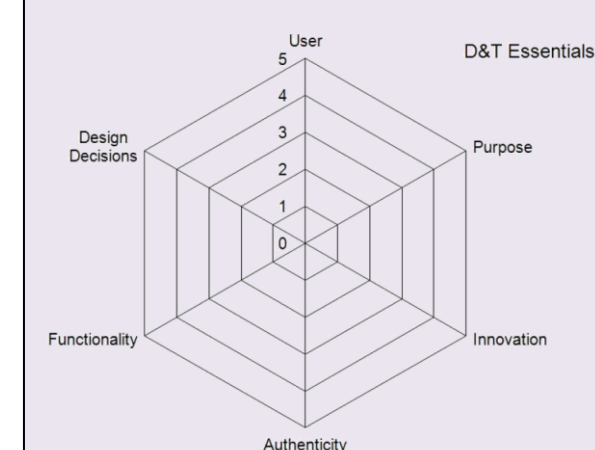 User
D&T Essentials
5
4
3
2
1
0
Design
Decisions
Purpose
Functionality
Innovation
Authenticity